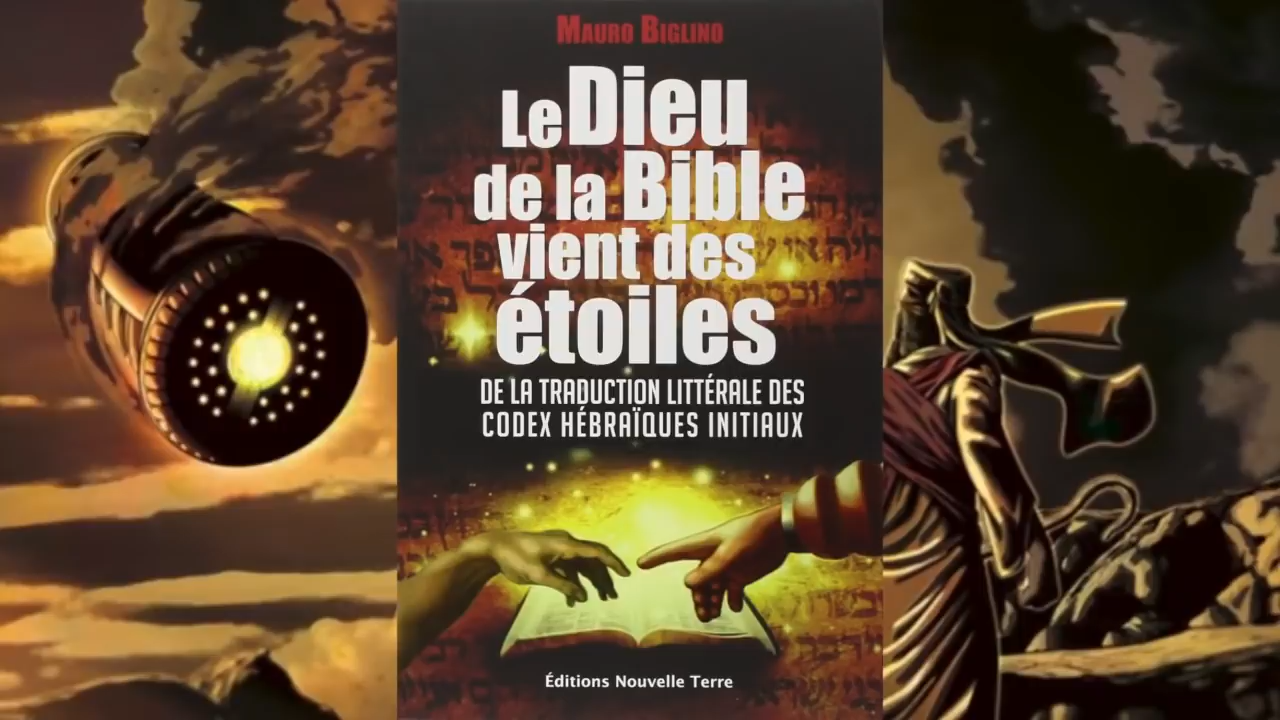 Mauro Biglino
Le Dieu
de la Bible
vient des
étoiles
DE LA TRADUCTION LITTÉRALE DES
CODEX HÉBRAÏQUES INITIAUX
Éditions Nouvelle Terre